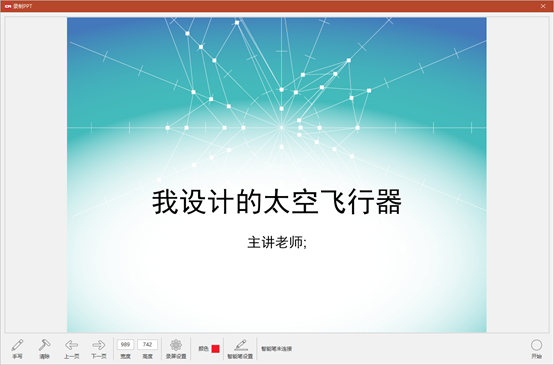 录制PPT
我设计的太空飞行器
主讲老师;
手写
清除
上一页
下一页
989
宽度
742
高度
录屏设置
颜色
智能笔设置
智能笔未连接
开始